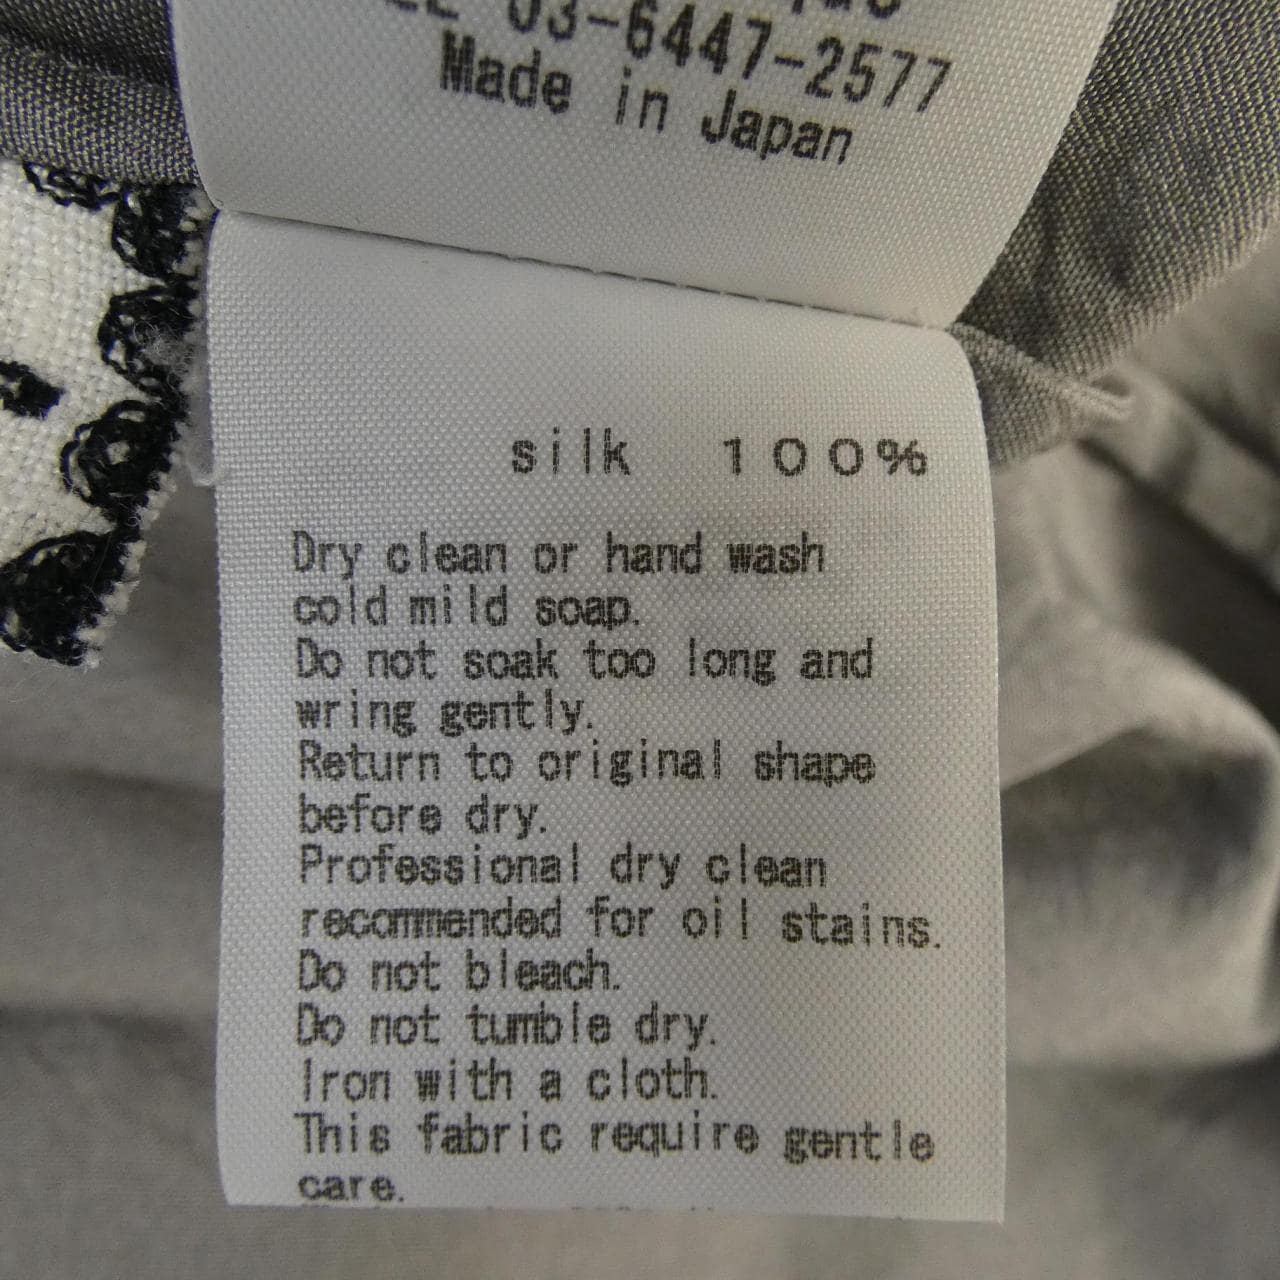 03-6447-2577
Made in Japan
silk 100%
Dry clean or hand wash
cold mild soap.
Do not soak too long and
wring gently.
Return to original shape
before dry.
Professional dry clean
recommended for oil stains.
Do not bleach.
Do not tumble dry.
Iron with a cloth.
This fabric require gentle
care.